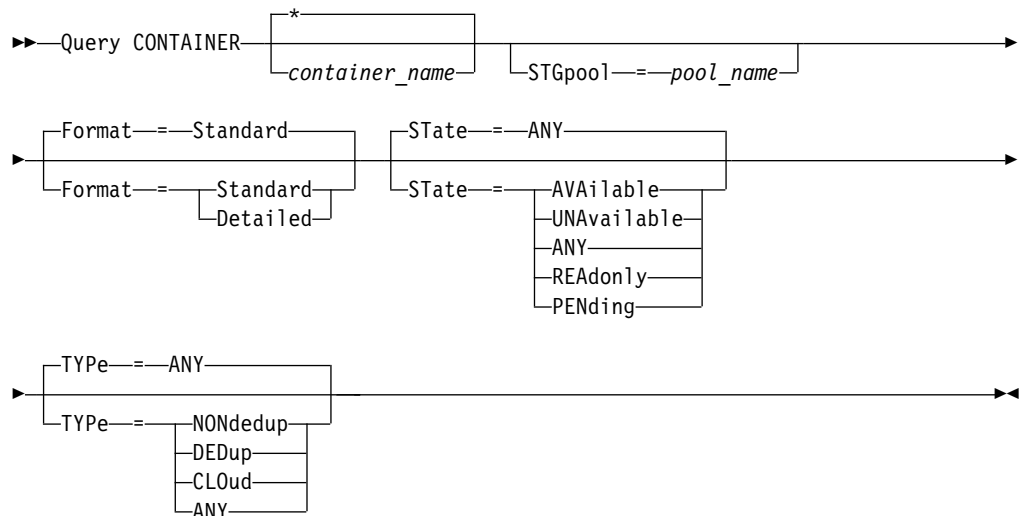 *
Query CONTAINER
container_name
STGpool = pool_name
Format = Standard
Format = Standard
Detailed
STate = ANY
STate = AVAilable
UNAvailable
ANY
REAdonly
PENding
TYPe = ANY
TYPe = NONdedup
DEDup
CLOud
ANY